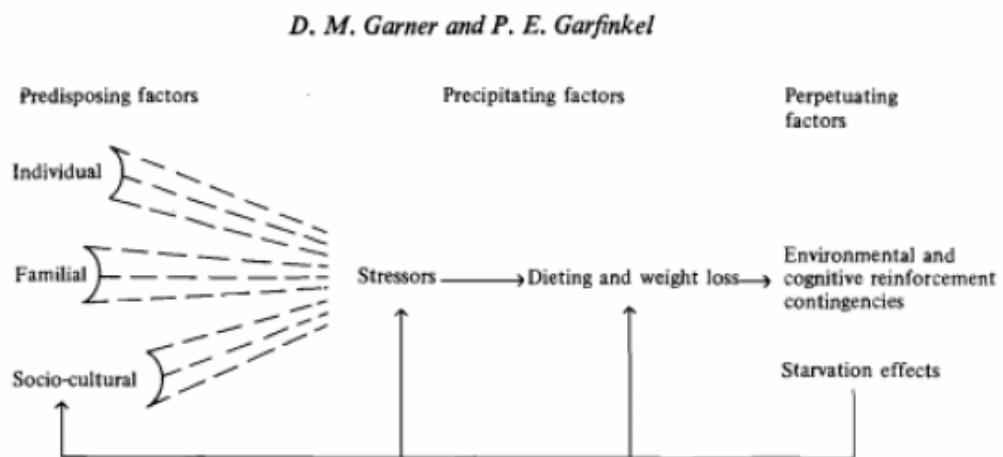 D. M. Garner and P. E. Garfinkel
Predisposing factors
Precipitating factors
Perpetuating
factors
Individual
Familial
Socio-cultural
Stressors
Dieting and weight loss
Environmental and
cognitive reinforcement
contingencies
Starvation effects